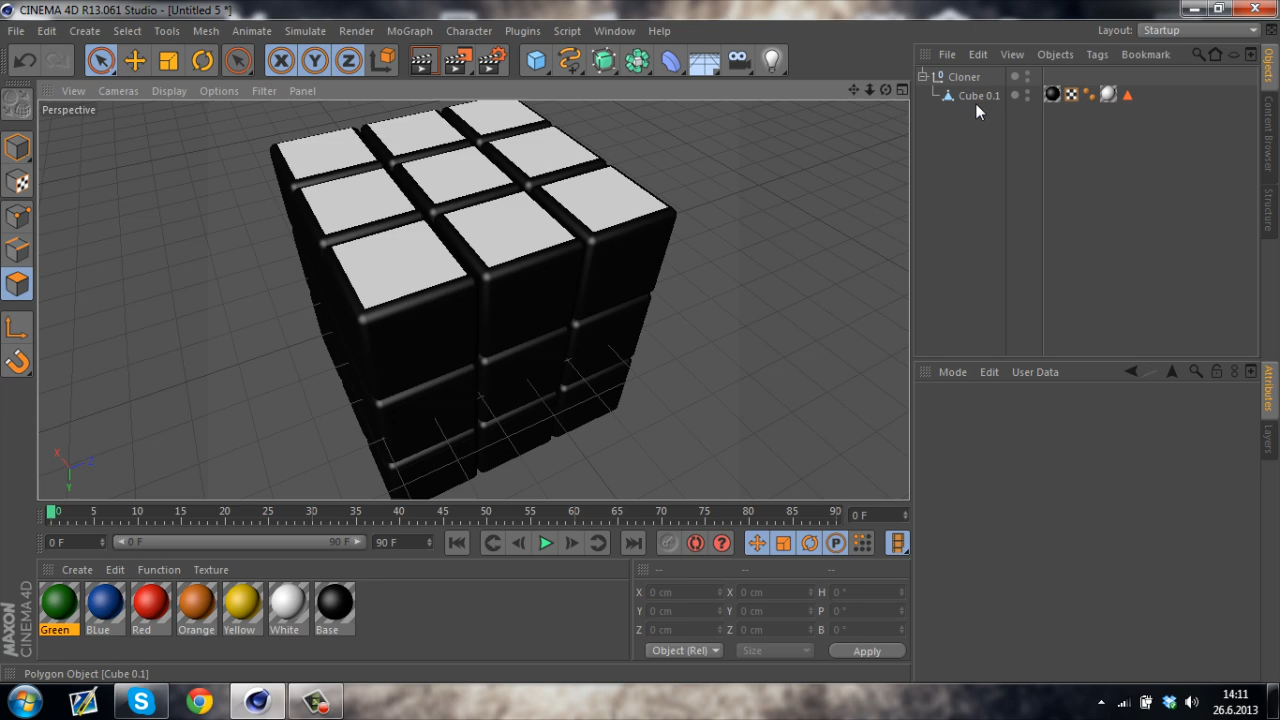 CINEMA 4D R13.061 Studio - [Untitled 5 *]
File Edit Create Select Tools Mesh Animate Simulate Render MoGraph Character Plugins Script Window Help
Layout: Startup
X Y Z
File Edit View Objects Tags Bookmark
View Cameras Display Options Filter Panel
Perspective
Cloner
Cube 0.1
Objects
Content Browser
Structure
Mode Edit User Data
Attributes
Layers
X
Z
Y
0 5 10 15 20 25 30 35 40 45 50 55 60 65 70 75 80 85 90
0 F
0 F
0 F
90 F
90 F
P
Create Edit Function Texture
-- -- --
Green BLue Red Orange Yellow White Base
X 0 cm X 0 cm H 0 °
Y 0 cm Y 0 cm P 0 °
Z 0 cm Z 0 cm B 0 °
Object (Rel) Size Apply
MAXON
CINEMA 4D
Polygon Object [Cube 0.1]
14:11
26.6.2013